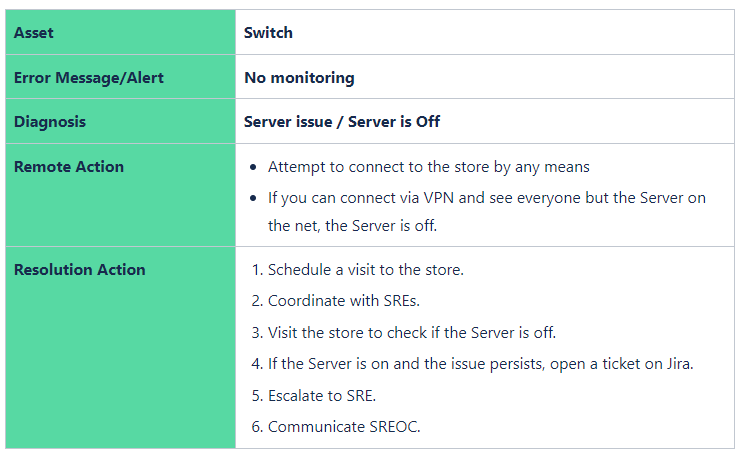 Asset
Switch
Error Message/Alert
No monitoring
Diagnosis
Server issue / Server is Off
Remote Action
• Attempt to connect to the store by any means
• If you can connect via VPN and see everyone but the Server on
the net, the Server is off.
Resolution Action
1. Schedule a visit to the store.
2. Coordinate with SREs.
3. Visit the store to check if the Server is off.
4. If the Server is on and the issue persists, open a ticket on Jira.
5. Escalate to SRE.
6. Communicate SREOC.